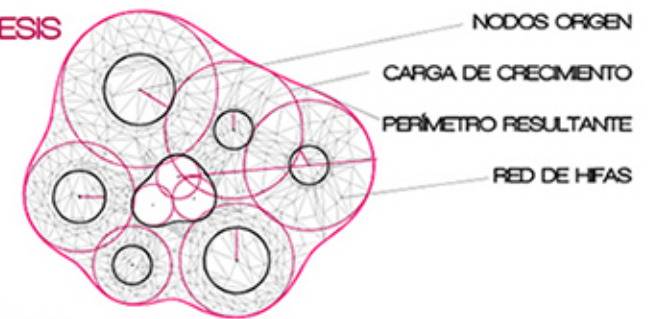 ESIS
NODOS ORIGEN
CARGA DE CRECIMIENTO
PERÍMETRO RESULTANTE
RED DE HIFAS